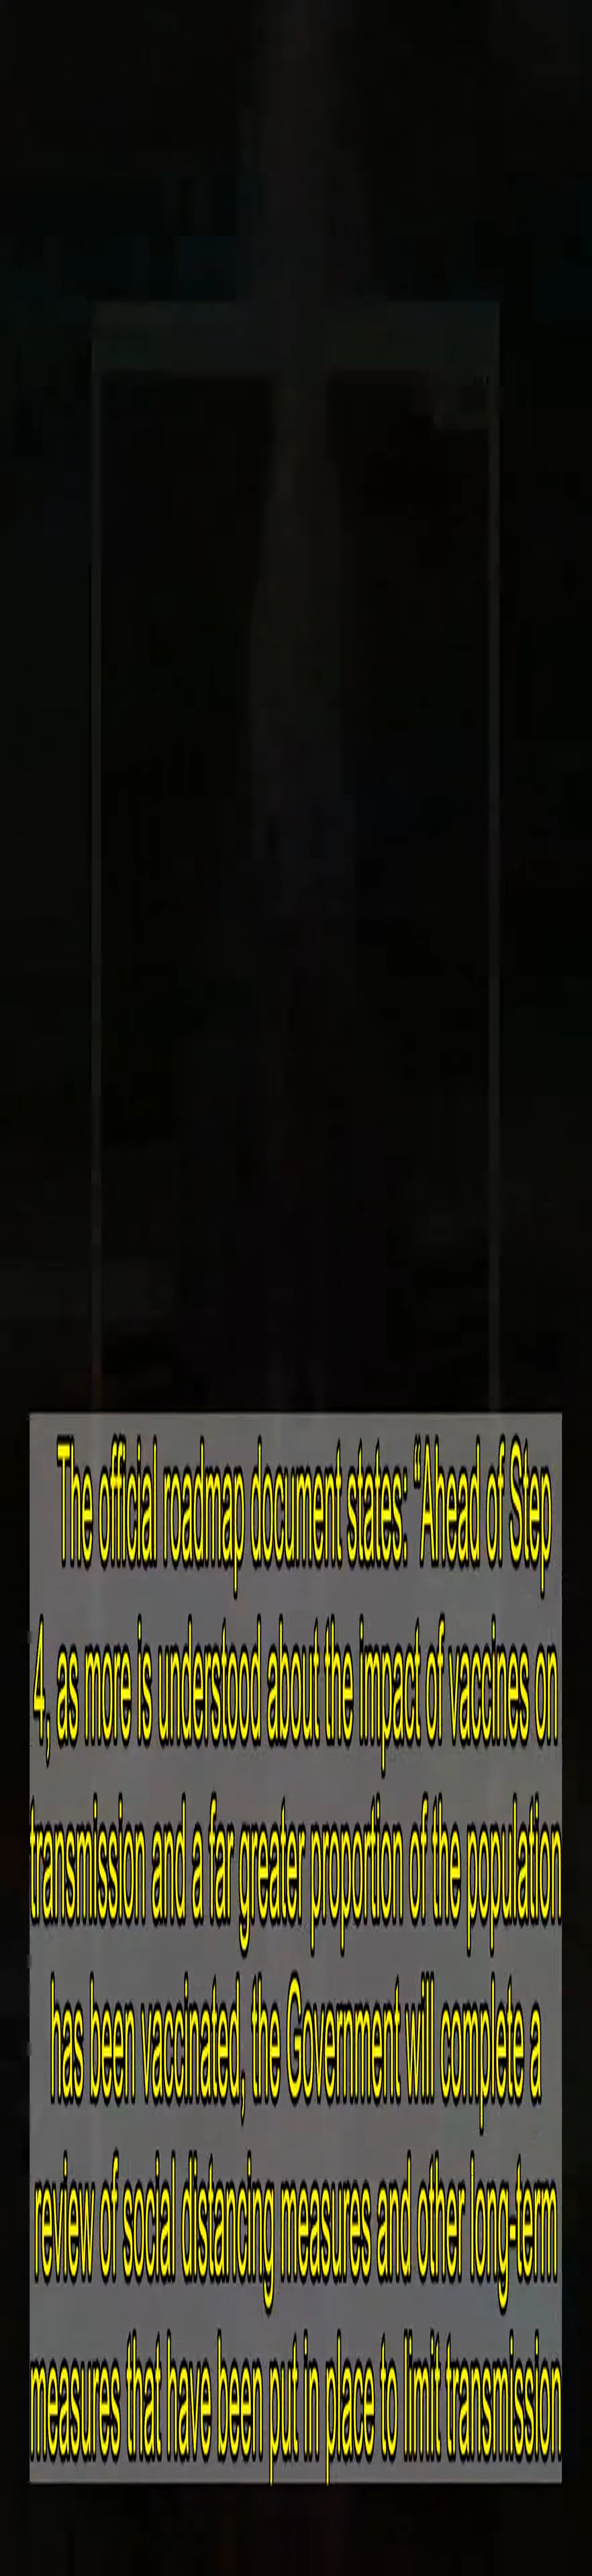 The official roadmap document states: “Ahead of Step
4, as more is understood about the impact of vaccines on
transmission and a far greater proportion of the population
has been vaccinated, the Government will complete a
review of social distancing measures and other long-term
measures that have been put in place to limit transmission